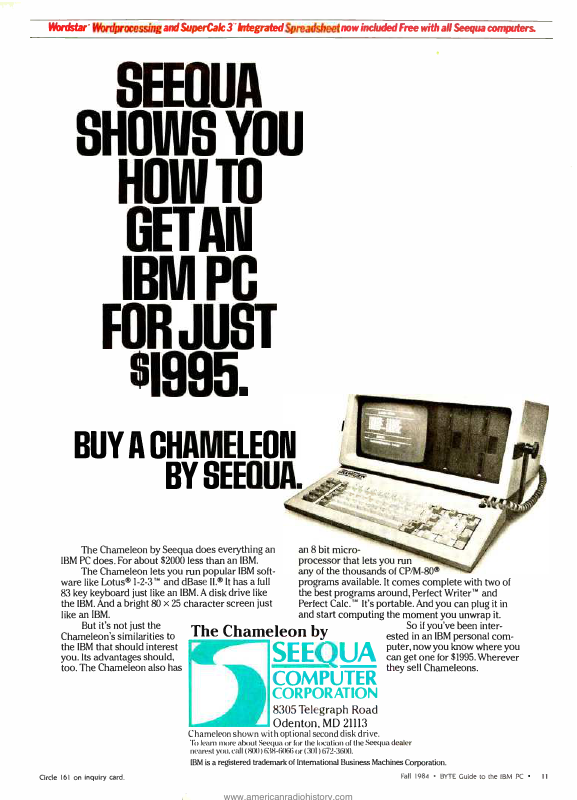 Wordstar® Wordprocessing and SuperCalc 3™ Integrated Spreadsheet now included Free with all Seequa computers.
SEEQUA
SHOWS YOU
HOW TO
GET AN
IBM PC
FOR JUST
$1995.
BUY A CHAMELEON
BY SEEQUA.
The Chameleon by Seequa does everything an
IBM PC does. For about $2000 less than an IBM.
The Chameleon lets you run popular IBM soft-
ware like Lotus® 1-2-3™ and dBase II.® It has a full
83 key keyboard just like an IBM. A disk drive like
the IBM. And a bright 80 × 25 character screen just
like an IBM.
But it's not just the
Chameleon's similarities to
the IBM that should interest
you. Its advantages should,
too. The Chameleon also has
an 8 bit micro-
processor that lets you run
any of the thousands of CP/M-80®
programs available. It comes complete with two of
the best programs around, Perfect Writer™ and
Perfect Calc.™ It's portable. And you can plug it in
and start computing the moment you unwrap it.
So if you've been inter-
ested in an IBM personal com-
puter, now you know where you
can get one for $1995. Wherever
they sell Chameleons.
The Chameleon by
SEEQUA
COMPUTER
CORPORATION
8305 Telegraph Road
Odenton, MD 21113
Chameleon shown with optional second disk drive.
To learn more about Seequa or for the location of the Seequa dealer
nearest you, call (800) 638-6066 or (301) 672-3600.
IBM is a registered trademark of International Business Machines Corporation.
Circle 161 on inquiry card.
Fall 1984 • BYTE Guide to the IBM PC • 11
www.americanradiohistory.com